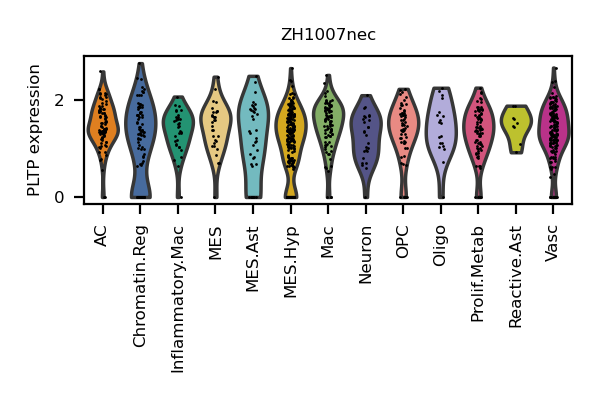 ZH1007nec
PLTP expression
2
0
AC
Chromatin.Reg
Inflammatory.Mac
MES
MES.Ast
MES.Hyp
Mac
Neuron
OPC
Oligo
Prolif.Metab
Reactive.Ast
Vasc